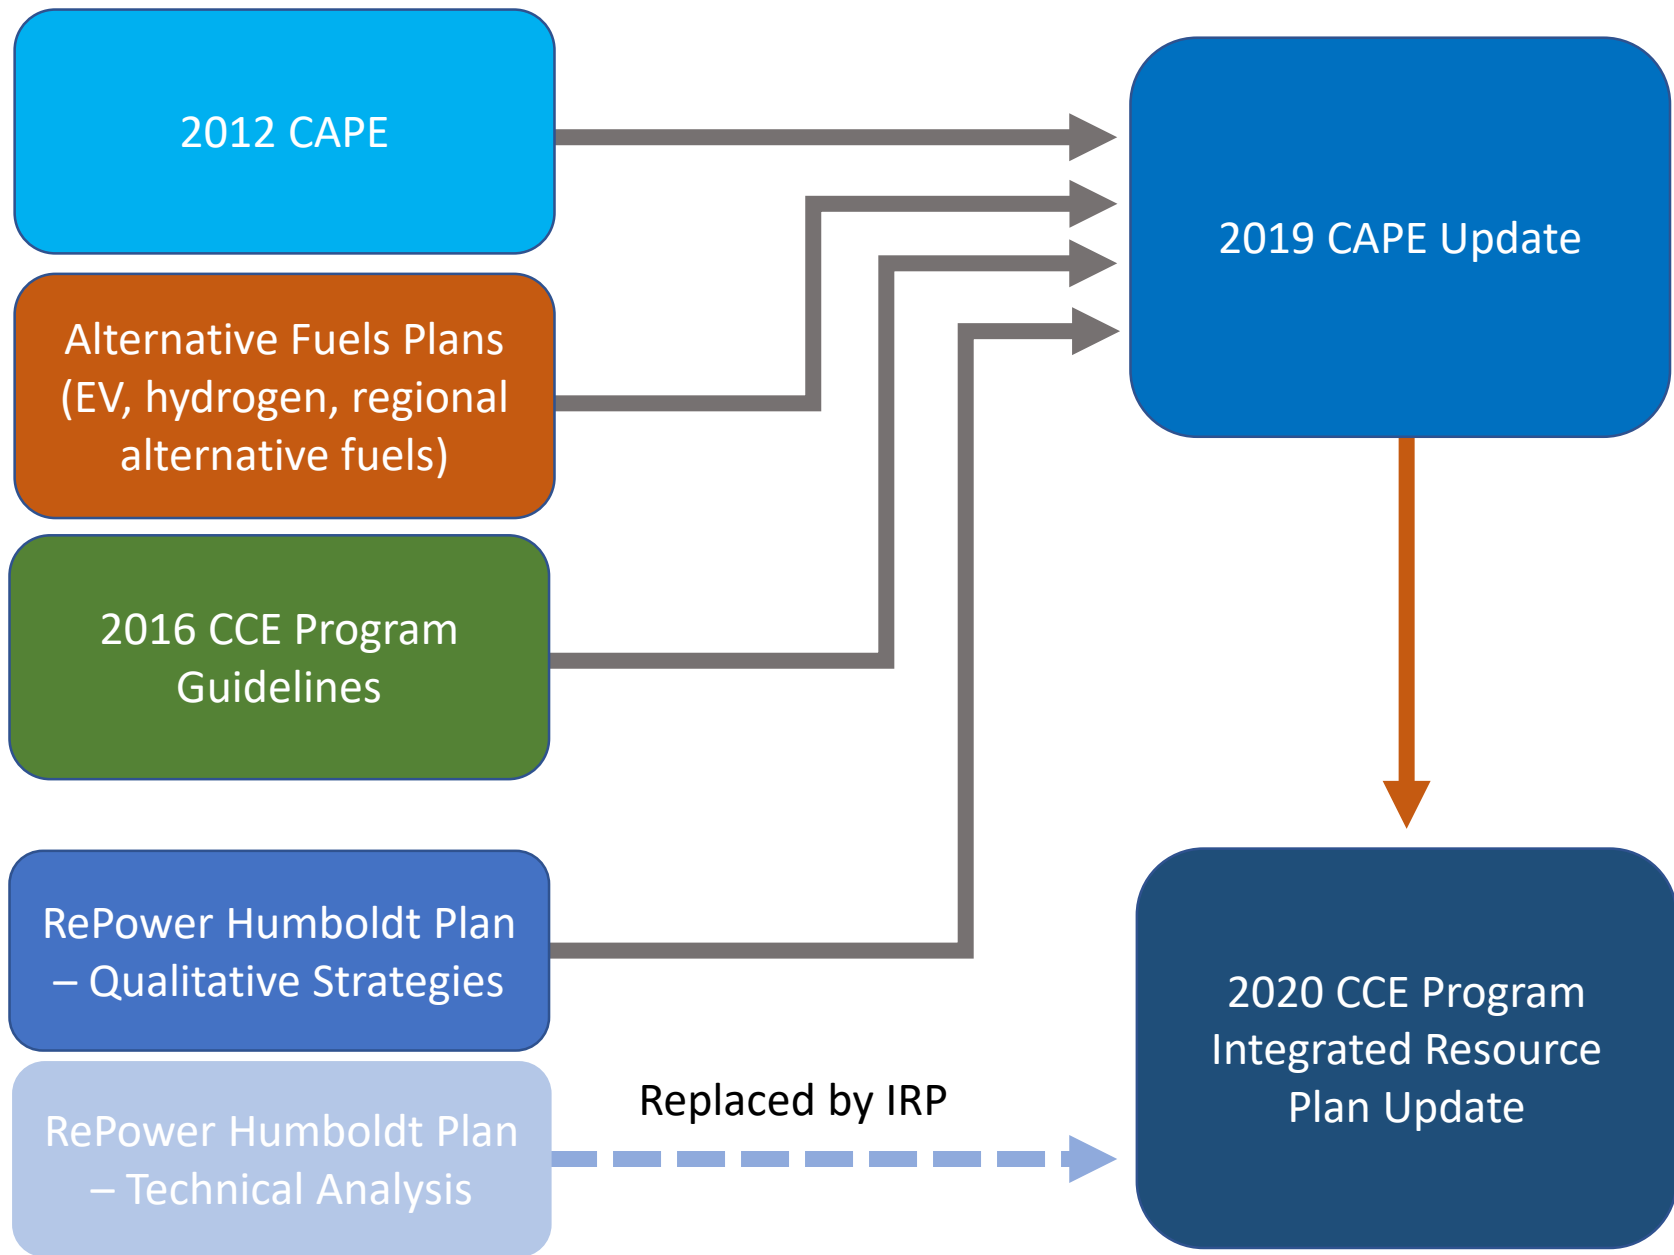 2012 CAPE
Alternative Fuels Plans
(EV, hydrogen, regional
alternative fuels)
2016 CCE Program
Guidelines
RePower Humboldt Plan
– Qualitative Strategies
RePower Humboldt Plan
– Technical Analysis
Replaced by IRP
2019 CAPE Update
2020 CCE Program
Integrated Resource
Plan Update